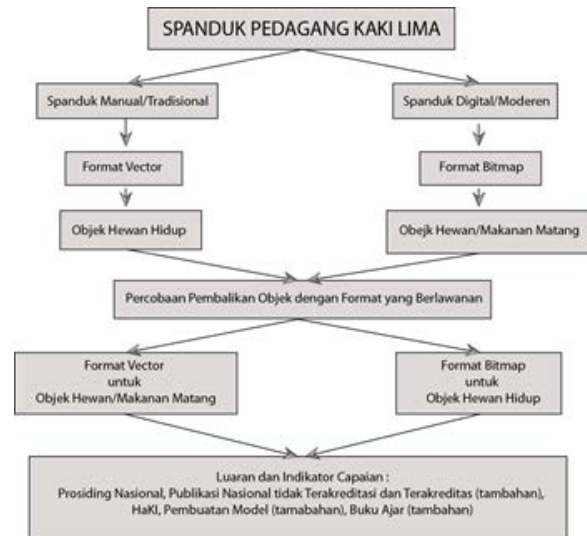 SPANDUK PEDAGANG KAKI LIMA
Spanduk Manual/Tradisional
Spanduk Digital/Moderen
Format Vector
Format Bitmap
Objek Hewan Hidup
Obejk Hewan/Makanan Matang
Percobaan Pembalikan Objek dengan Format yang Berlawanan
Format Vector
untuk
Objek Hewan/Makanan Matang
Format Bitmap
untuk
Objek Hewan Hidup
Luaran dan Indikator Capaian :
Prosiding Nasional, Publikasi Nasional tidak Terakreditasi dan Terakreditas (tambahan),
HaKI, Pembuatan Model (tamabahan), Buku Ajar (tambahan)